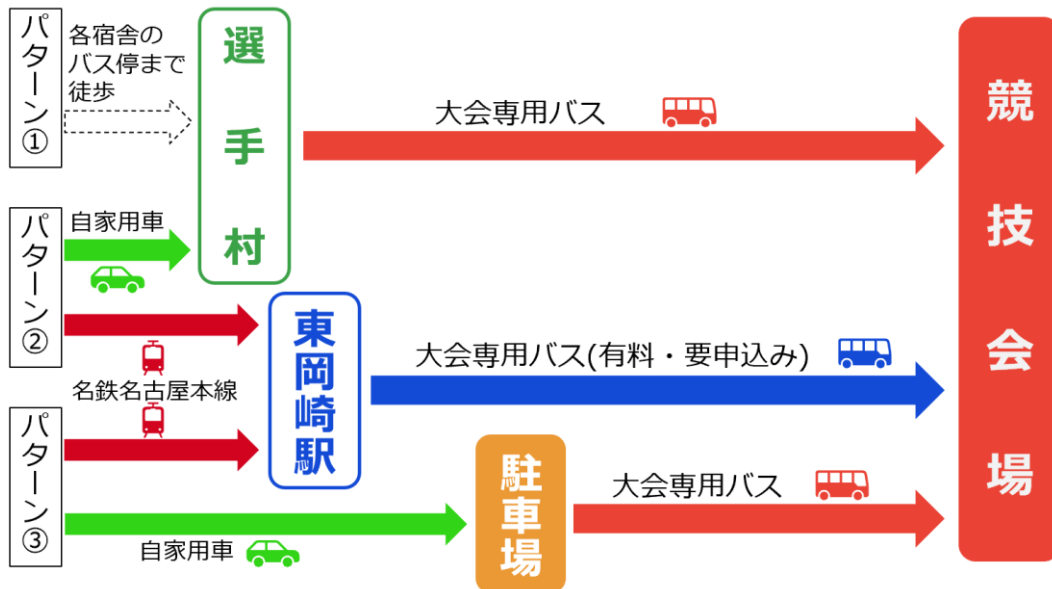 パターン①
各宿舎の
バス停まで
徒歩
選手村
大会専用バス
競技会場
パターン②
自家用車
東岡崎駅
大会専用バス(有料・要申込み)
名鉄名古屋本線
パターン③
駐車場
大会専用バス
自家用車